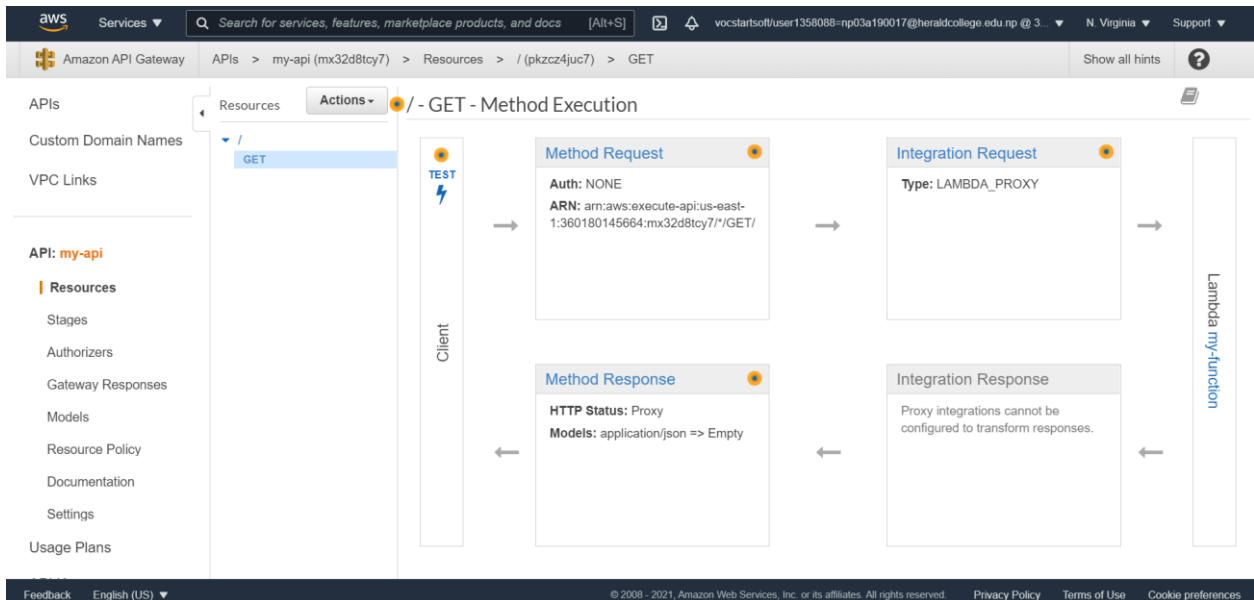 aws
Services ▼
Search for services, features, marketplace products, and docs [Alt+S]
vocstartsoft/user1358088=np03a190017@heraldcollege.edu.np @ 3... ▼
N. Virginia ▼
Support ▼
Amazon API Gateway
APIs > my-api (mx32d8tcy7) > Resources > / (pkzcz4juc7) > GET
Show all hints
?
APIs
Custom Domain Names
VPC Links
API: my-api
Resources
Stages
Authorizers
Gateway Responses
Models
Resource Policy
Documentation
Settings
Usage Plans
Resources
Actions
/
GET
/ - GET - Method Execution
TEST
Client
Method Request
Auth: NONE
ARN: arn:aws:execute-api:us-east-
1:360180145664:mx32d8tcy7/*/GET/
Integration Request
Type: LAMBDA_PROXY
Lambda my-function
Method Response
HTTP Status: Proxy
Models: application/json => Empty
Integration Response
Proxy integrations cannot be
configured to transform responses.
Feedback
English (US) ▼
© 2008 - 2021, Amazon Web Services, Inc. or its affiliates. All rights reserved.
Privacy Policy
Terms of Use
Cookie preferences